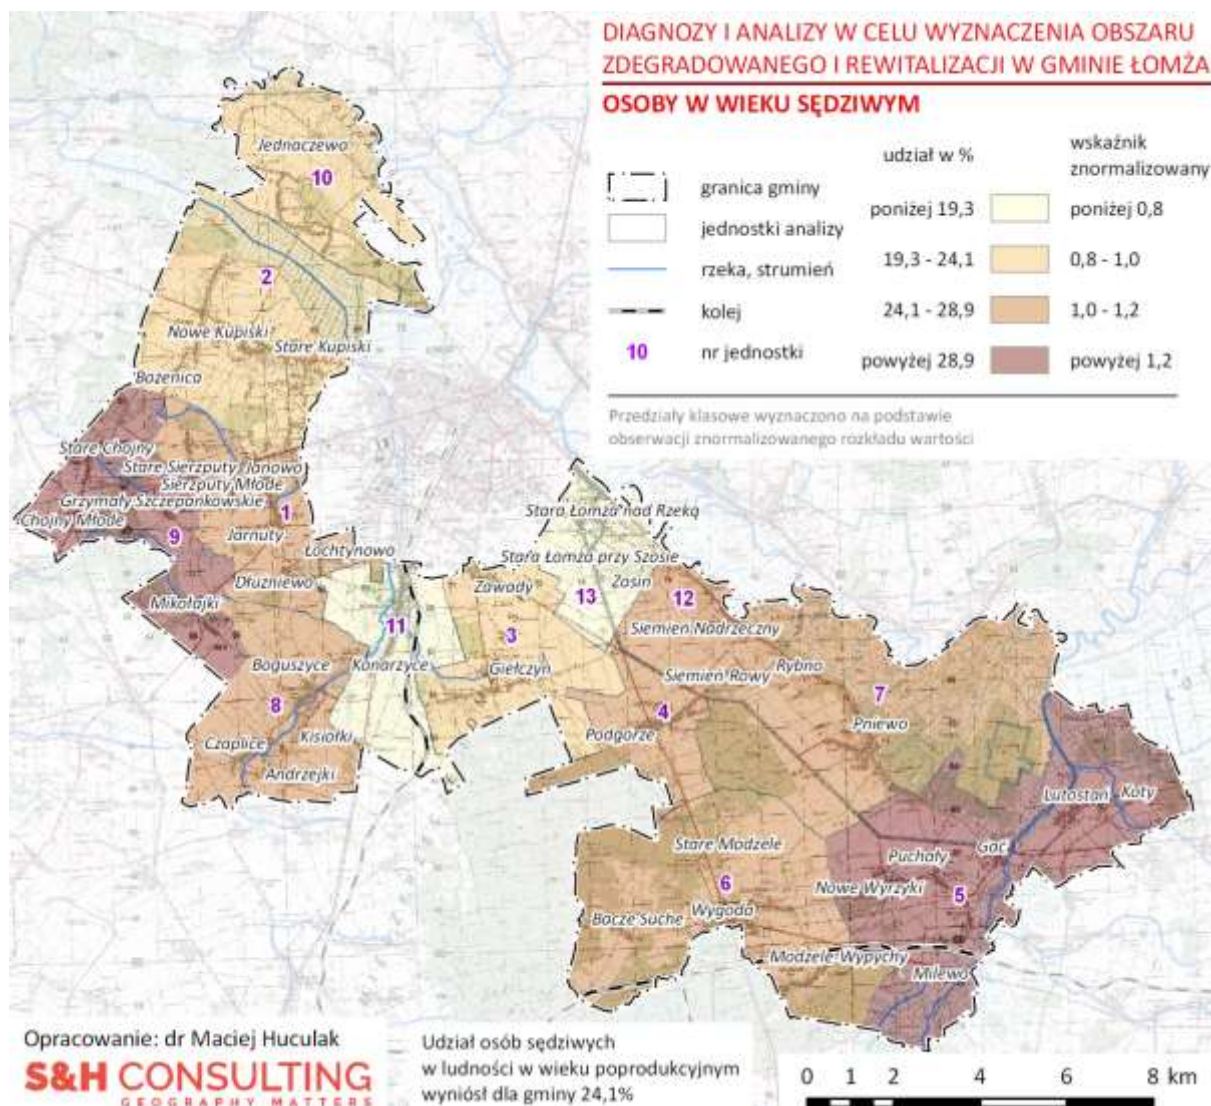 DIAGNOZY I ANALIZY W CELU WYZNACZENIA OBSZARU
ZDEGRADOWANEGO I REWITALIZACJI W GMINIE ŁOMŻA
OSOBY W WIEKU SĘDZIWYM
udział w %
wskaźnik
znormalizowany
granica gminy
poniżej 19,3
poniżej 0,8
jednostki analizy
rzeka, strumień
19,3 - 24,1
0,8 - 1,0
kolej
24,1 - 28,9
1,0 - 1,2
10 nr jednostki
powyżej 28,9
powyżej 1,2
Przedziały klasowe wyznaczono na podstawie
obserwacji znormalizowanego rozkładu wartości
Jednaczewo
10
2
Nowe Kupiski
Stare Kupiski
Bożenica
Stare Chojny
Stare Sierzputy
Janowo
Sierzputy Młode
Grzymały Szczepankowskie
Chojny Młode
1
9
Jarnuty
Łochtynowo
Dłużniewo
Mikołajki
Stara Łomża nad Rzeką
Stara Łomża przy Szosie
Zawady
Zosin
13
12
11
3
Siemień Nadrzeczny
Boguszyce
Konarzyce
Giełczyn
Siemień Rowy
Rybno
7
8
4
Pniewo
Czaplice
Kisiołki
Podgórze
Andrzejki
Lutostań
Koty
Stare Modzele
Puchały
Gać
6
Nowe Wyrzyki
5
Bacze Suche
Wygoda
Modzele-Wypychy
Milewo
Opracowanie: dr Maciej Huculak
S&H CONSULTING
GEOGRAPHY MATTERS
Udział osób sędziwych
w ludności w wieku poprodukcyjnym
wyniósł dla gminy 24,1%
0 1 2 4 6 8 km